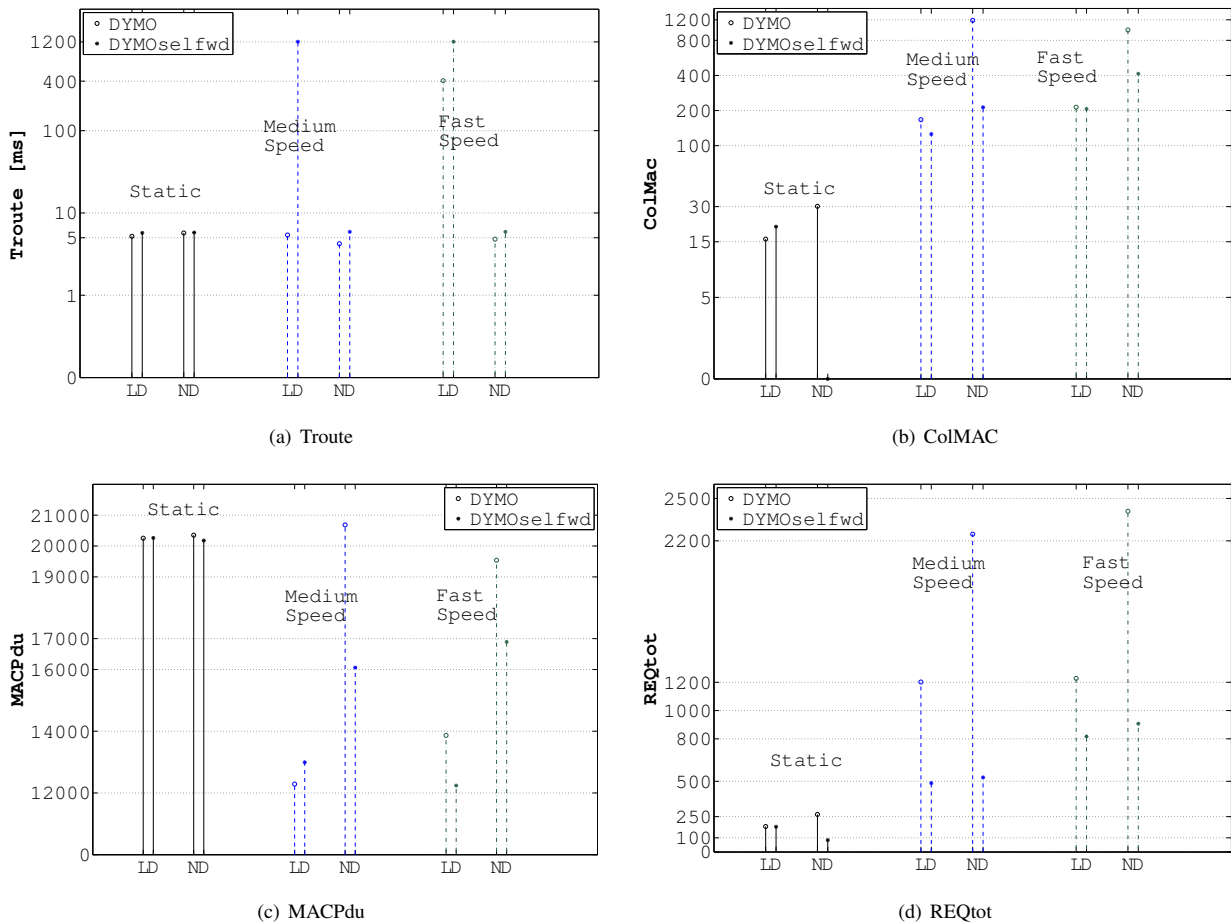 DYMO
DYMOselfwd
1200
400
100
10
5
1
0
Troute [ms]
Static
Medium
Speed
Fast
Speed
LD ND LD ND LD ND
(a) Troute
DYMO
DYMOselfwd
1200
800
400
200
100
30
15
5
0
ColMac
Static
Medium
Speed
Fast
Speed
LD ND LD ND LD ND
(b) ColMAC
DYMO
DYMOselfwd
21000
20000
19000
17000
16000
14000
12000
0
MACPdu
Static
Medium
Speed
Fast
Speed
LD ND LD ND LD ND
(c) MACPdu
DYMO
DYMOselfwd
2500
2200
1200
1000
800
500
250
100
0
REQtot
Static
Medium
Speed
Fast
Speed
LD ND LD ND LD ND
(d) REQtot